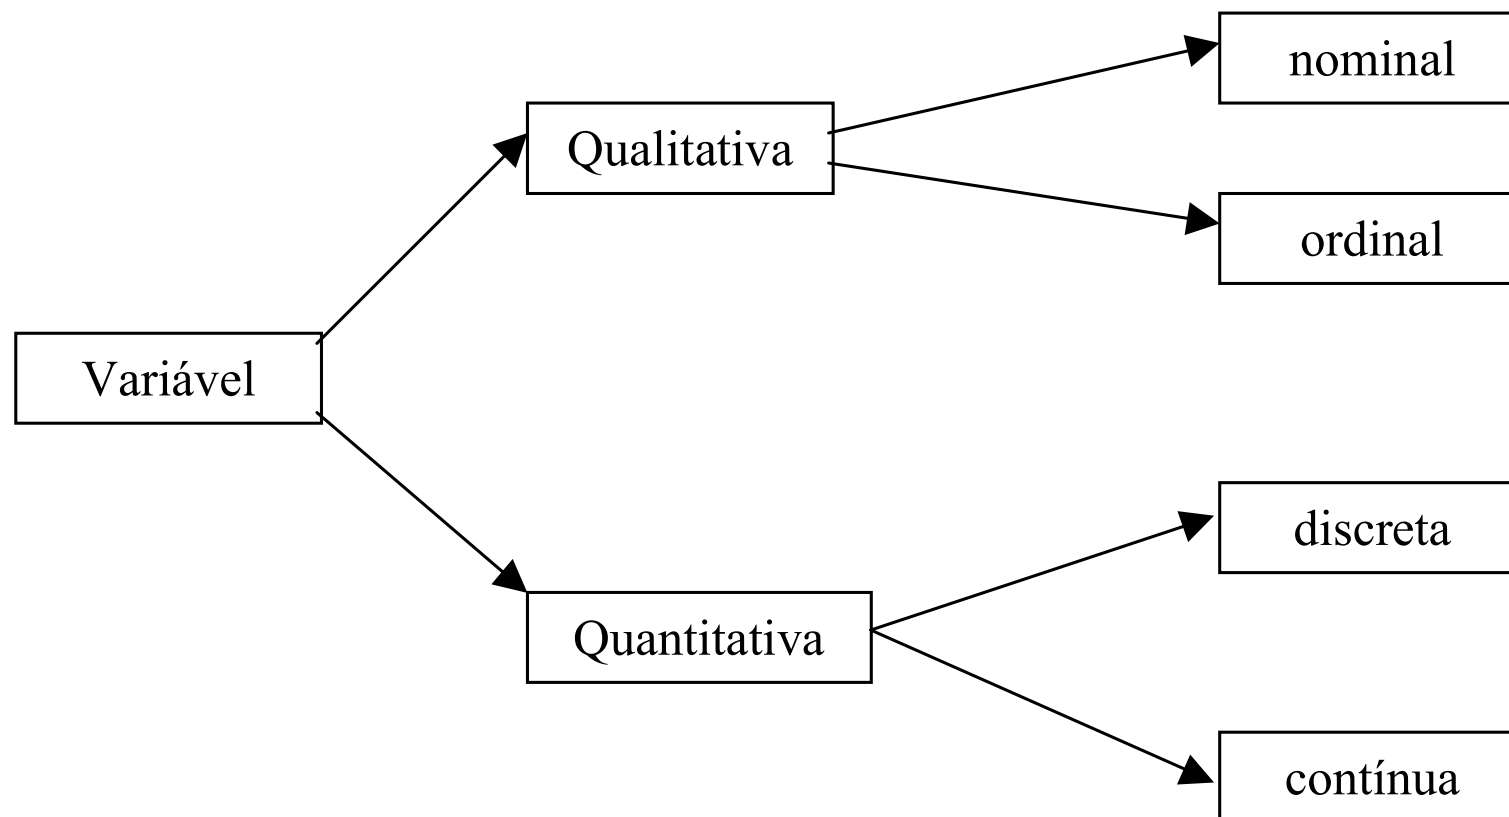 nominal
Qualitativa
ordinal
Variável
discreta
Quantitativa
contínua